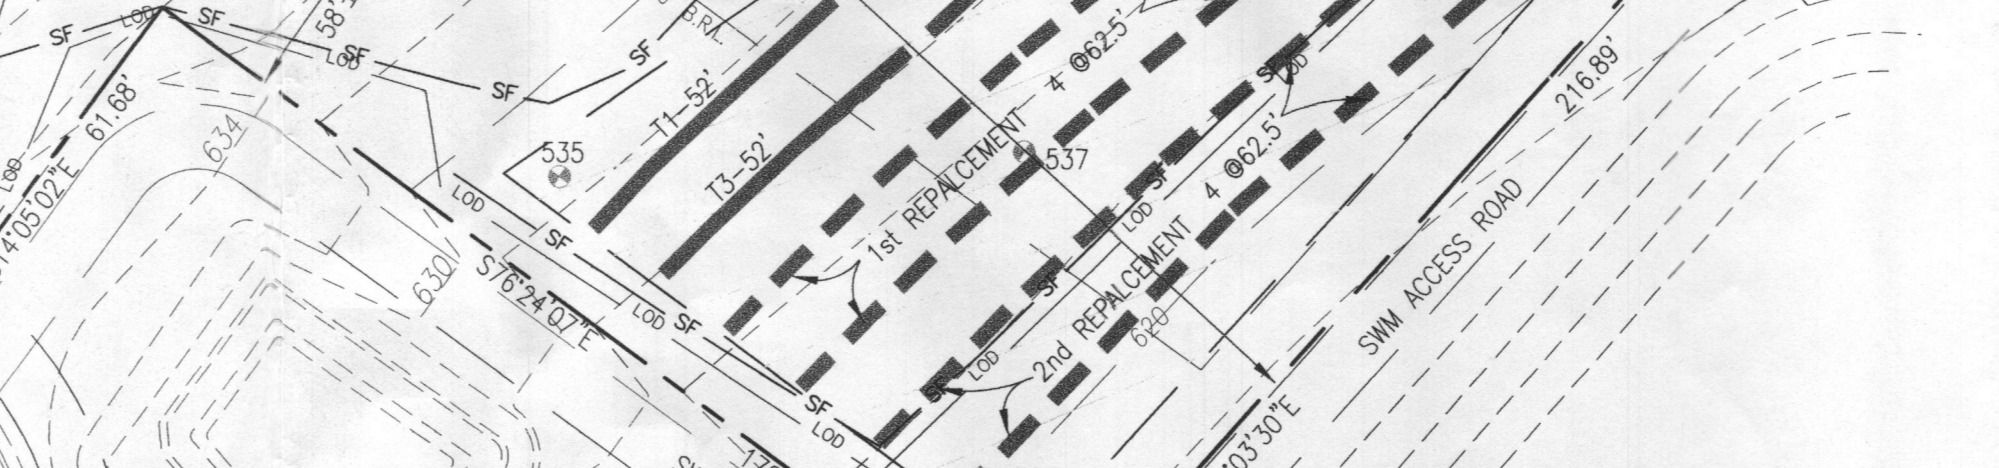 LOD
SF
SF
58'
SF
LOD
SF
SF
B.R.L.
61.68'
634
LOD
14°05'02"E
535
T1-52'
T3-52'
4 @62.5'
1st REPALCEMENT
537
SF
LOD
4 @62.5'
2nd REPALCEMENT
216.89'
SWM ACCESS ROAD
LOD
SF
630
S76°24'07"E
LOD
SF
SF
LOD
SF
LOD
SF
LOD
SF
620
03'30"E